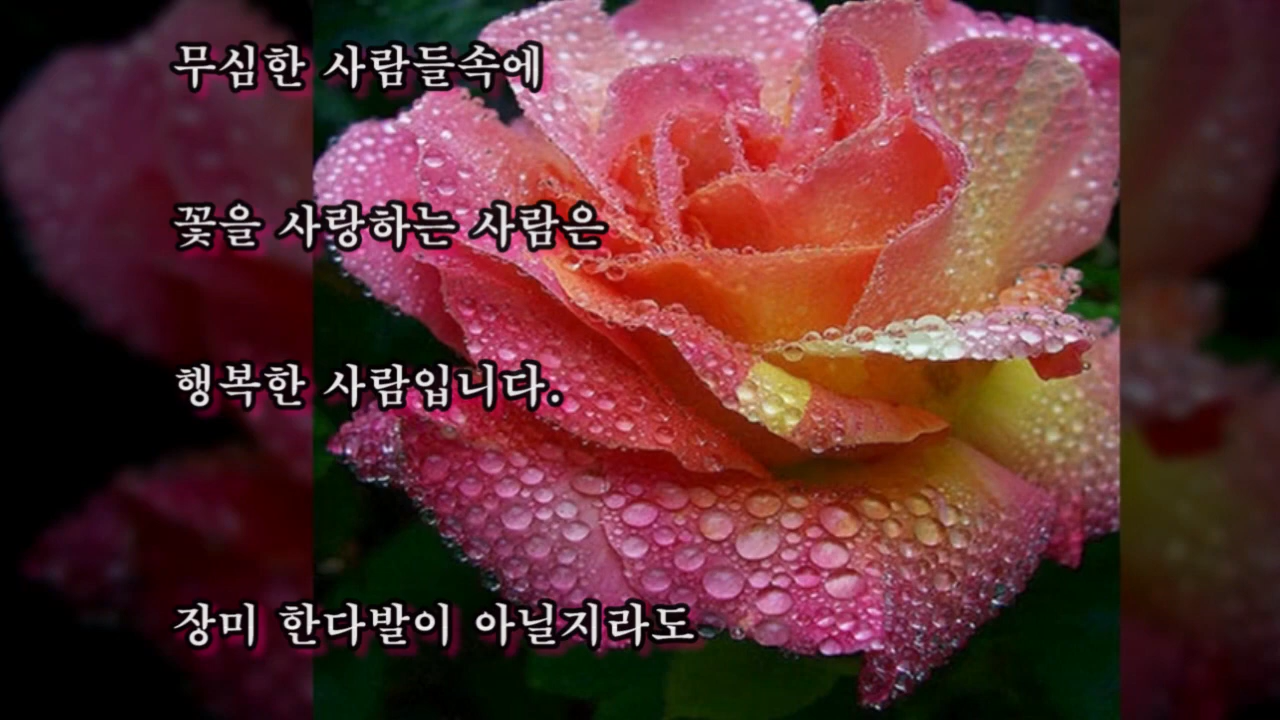 무심한 사람들속에
꽃을 사랑하는 사람은
행복한 사람입니다.
장미 한다발이 아닐지라도